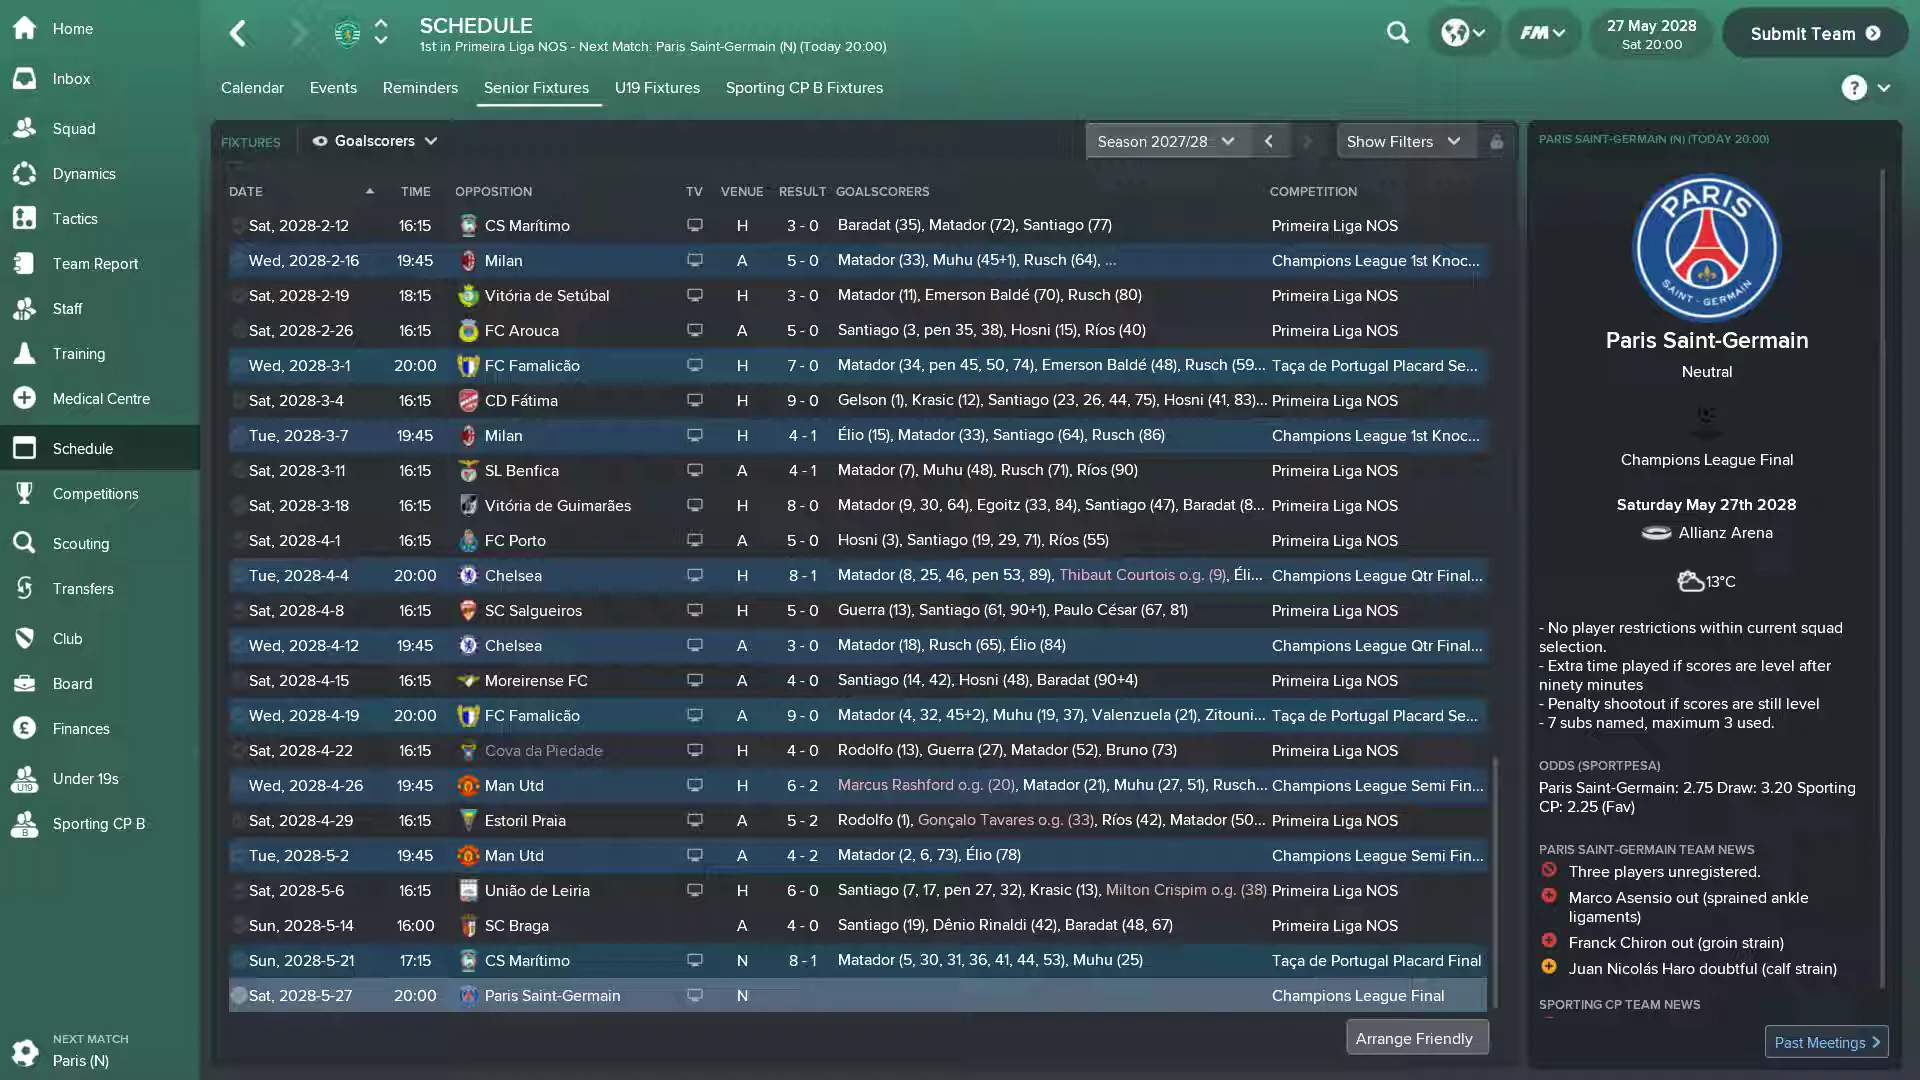 Home
Inbox
Squad
Dynamics
Tactics
Team Report
Staff
Training
Medical Centre
Schedule
Competitions
Scouting
Transfers
Club
Board
Finances
U19
Under 19s
B
Sporting CP B
NEXT MATCH
Paris (N)
SCHEDULE
1st in Primeira Liga NOS - Next Match: Paris Saint-Germain (N) (Today 20:00)
FM
27 May 2028
Sat 20:00
Submit Team
Calendar Events Reminders Senior Fixtures U19 Fixtures Sporting CP B Fixtures
?
FIXTURES Goalscorers Season 2027/28 Show Filters
DATE TIME OPPOSITION TV VENUE RESULT GOALSCORERS COMPETITION
Sat, 2028-2-12 16:15 CS Marítimo H 3 - 0 Baradat (35), Matador (72), Santiago (77) Primeira Liga NOS
Wed, 2028-2-16 19:45 Milan A 5 - 0 Matador (33), Muhu (45+1), Rusch (64), ... Champions League 1st Knoc...
Sat, 2028-2-19 18:15 Vitória de Setúbal H 3 - 0 Matador (11), Emerson Baldé (70), Rusch (80) Primeira Liga NOS
Sat, 2028-2-26 16:15 FC Arouca A 5 - 0 Santiago (3, pen 35, 38), Hosni (15), Ríos (40) Primeira Liga NOS
Wed, 2028-3-1 20:00 FC Famalicão H 7 - 0 Matador (34, pen 45, 50, 74), Emerson Baldé (48), Rusch (59... Taça de Portugal Placard Se...
Sat, 2028-3-4 16:15 CD Fátima H 9 - 0 Gelson (1), Krasic (12), Santiago (23, 26, 44, 75), Hosni (41, 83)... Primeira Liga NOS
Tue, 2028-3-7 19:45 Milan H 4 - 1 Élio (15), Matador (33), Santiago (64), Rusch (86) Champions League 1st Knoc...
Sat, 2028-3-11 16:15 SL Benfica A 4 - 1 Matador (7), Muhu (48), Rusch (71), Ríos (90) Primeira Liga NOS
Sat, 2028-3-18 16:15 Vitória de Guimarães H 8 - 0 Matador (9, 30, 64), Egoitz (33, 84), Santiago (47), Baradat (8... Primeira Liga NOS
Sat, 2028-4-1 16:15 FC Porto A 5 - 0 Hosni (3), Santiago (19, 29, 71), Ríos (55) Primeira Liga NOS
Tue, 2028-4-4 20:00 Chelsea H 8 - 1 Matador (8, 25, 46, pen 53, 89), Thibaut Courtois o.g. (9), Éli... Champions League Qtr Final...
Sat, 2028-4-8 16:15 SC Salgueiros H 5 - 0 Guerra (13), Santiago (61, 90+1), Paulo César (67, 81) Primeira Liga NOS
Wed, 2028-4-12 19:45 Chelsea A 3 - 0 Matador (18), Rusch (65), Élio (84) Champions League Qtr Final...
Sat, 2028-4-15 16:15 Moreirense FC A 4 - 0 Santiago (14, 42), Hosni (48), Baradat (90+4) Primeira Liga NOS
Wed, 2028-4-19 20:00 FC Famalicão A 9 - 0 Matador (4, 32, 45+2), Muhu (19, 37), Valenzuela (21), Zitouni... Taça de Portugal Placard Se...
Sat, 2028-4-22 16:15 Cova da Piedade H 4 - 0 Rodolfo (13), Guerra (27), Matador (52), Bruno (73) Primeira Liga NOS
Wed, 2028-4-26 19:45 Man Utd H 6 - 2 Marcus Rashford o.g. (20), Matador (21), Muhu (27, 51), Rusch... Champions League Semi Fin...
Sat, 2028-4-29 16:15 Estoril Praia A 5 - 2 Rodolfo (1), Gonçalo Tavares o.g. (33), Ríos (42), Matador (50... Primeira Liga NOS
Tue, 2028-5-2 19:45 Man Utd A 4 - 2 Matador (2, 6, 73), Élio (78) Champions League Semi Fin...
Sat, 2028-5-6 16:15 União de Leiria H 6 - 0 Santiago (7, 17, pen 27, 32), Krasic (13), Milton Crispim o.g. (38) Primeira Liga NOS
Sun, 2028-5-14 16:00 SC Braga A 4 - 0 Santiago (19), Dênio Rinaldi (42), Baradat (48, 67) Primeira Liga NOS
Sun, 2028-5-21 17:15 CS Marítimo N 8 - 1 Matador (5, 30, 31, 36, 41, 44, 53), Muhu (25) Taça de Portugal Placard Final
Sat, 2028-5-27 20:00 Paris Saint-Germain N Champions League Final
Arrange Friendly
PARIS SAINT-GERMAIN (N) (TODAY 20:00)
PARIS
SAINT-GERMAIN
Paris Saint-Germain
Neutral
Champions League Final
Saturday May 27th 2028
Allianz Arena
13°C
- No player restrictions within current squad
selection.
- Extra time played if scores are level after
ninety minutes
- Penalty shootout if scores are still level
- 7 subs named, maximum 3 used.
ODDS (SPORTPESA)
Paris Saint-Germain: 2.75 Draw: 3.20 Sporting
CP: 2.25 (Fav)
PARIS SAINT-GERMAIN TEAM NEWS
Three players unregistered.
Marco Asensio out (sprained ankle
ligaments)
Franck Chiron out (groin strain)
Juan Nicolás Haro doubtful (calf strain)
SPORTING CP TEAM NEWS
Past Meetings